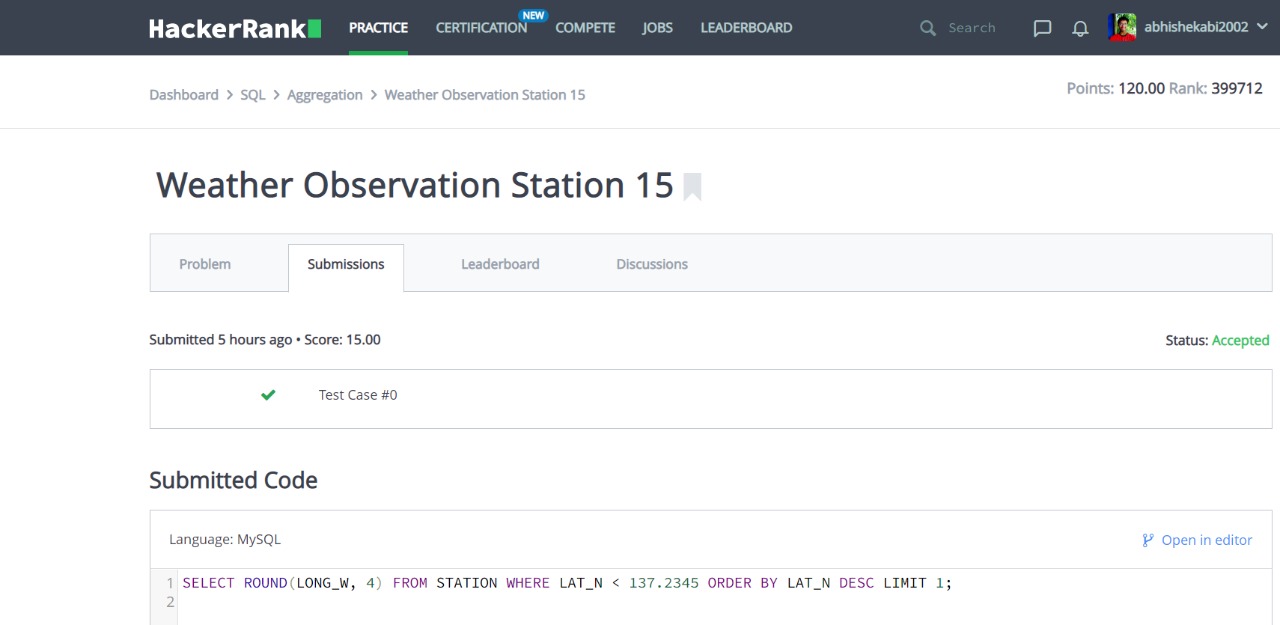 HackerRank PRACTICE CERTIFICATION NEW COMPETE JOBS LEADERBOARD Search abhishekabi2002
Dashboard > SQL > Aggregation > Weather Observation Station 15 Points: 120.00 Rank: 399712
Weather Observation Station 15
Problem Submissions Leaderboard Discussions
Submitted 5 hours ago • Score: 15.00 Status: Accepted
Test Case #0
Submitted Code
Language: MySQL Open in editor
1 SELECT ROUND(LONG_W, 4) FROM STATION WHERE LAT_N < 137.2345 ORDER BY LAT_N DESC LIMIT 1;
2